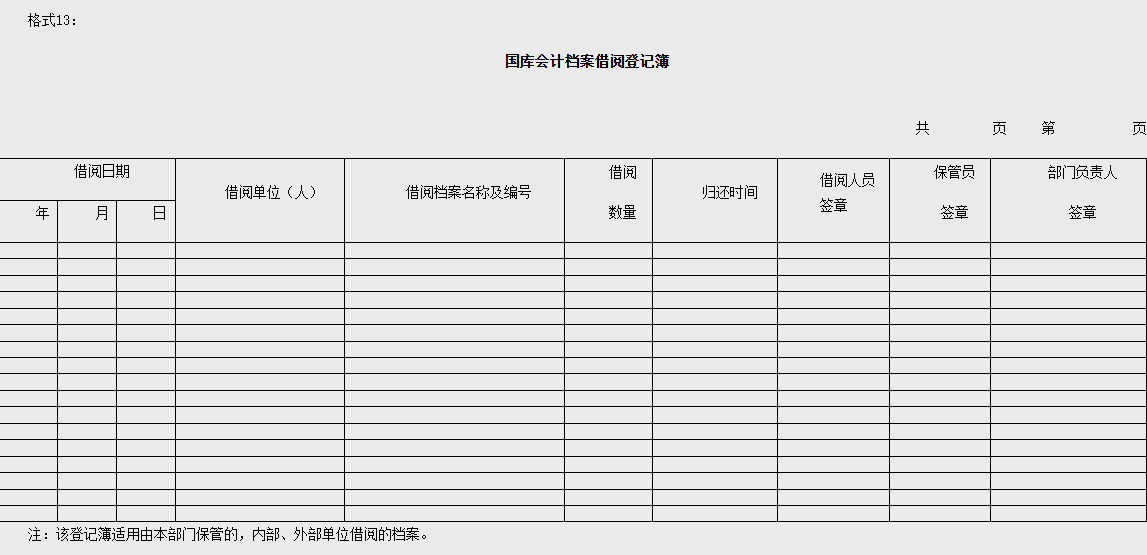 格式13:
国库会计档案借阅登记簿
共 页 第 页
借阅日期
年 月 日
借阅单位（人）
借阅档案名称及编号
借阅
数量
归还时间
借阅人员
签章
保管员
签章
部门负责人
签章
注：该登记簿适用由本部门保管的，内部、外部单位借阅的档案。